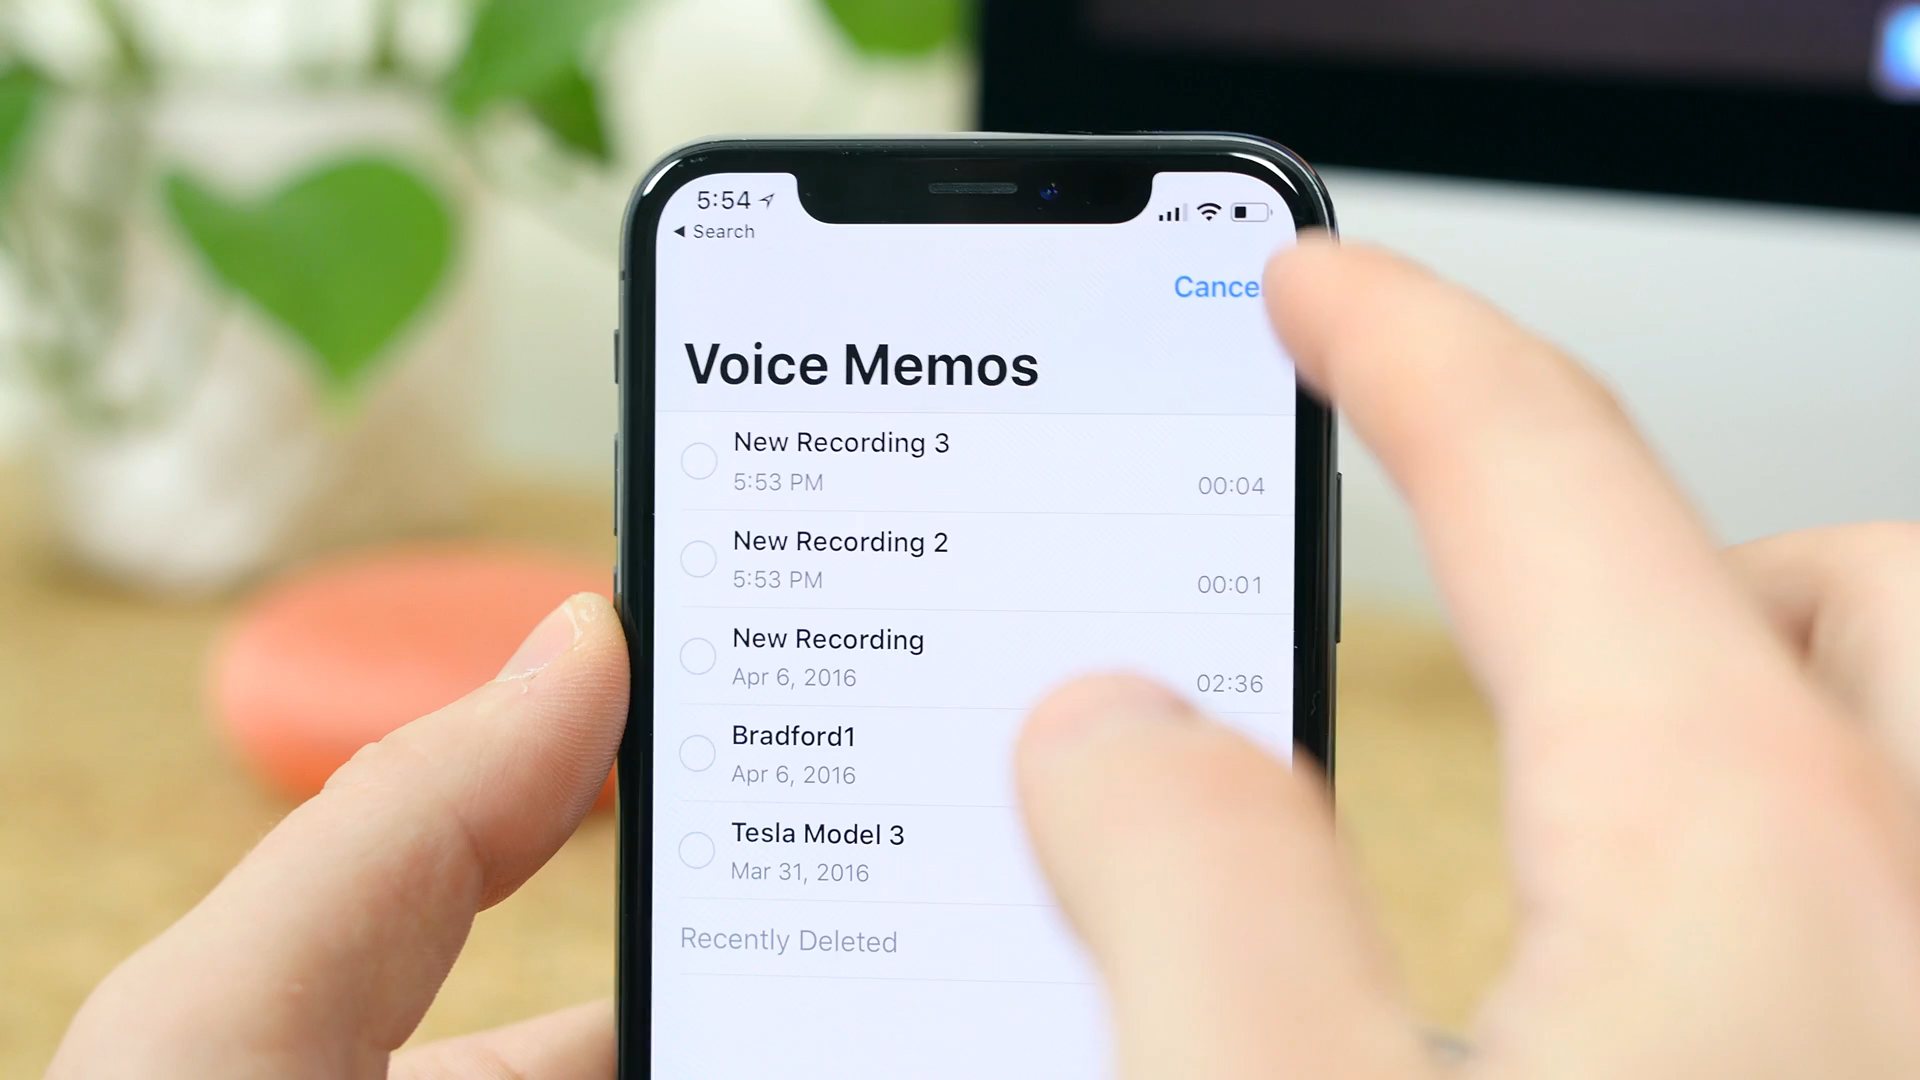 5:54
Search
Cancel
Voice Memos
New Recording 3
5:53 PM
00:04
New Recording 2
5:53 PM
00:01
New Recording
Apr 6, 2016
02:36
Bradford1
Apr 6, 2016
Tesla Model 3
Mar 31, 2016
Recently Deleted